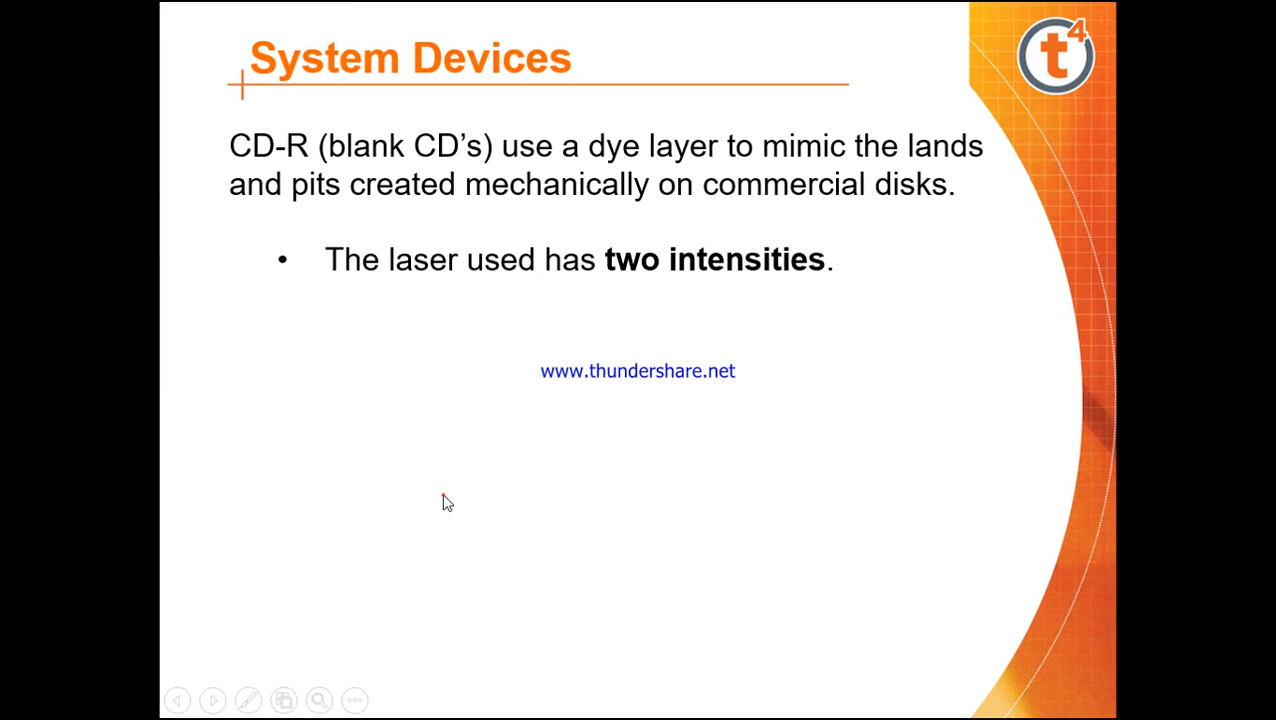 System Devices
t4
CD-R (blank CD’s) use a dye layer to mimic the lands
and pits created mechanically on commercial disks.
• The laser used has two intensities.
www.thundershare.net